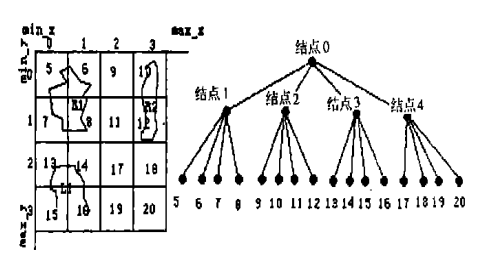 min_x max_x
0 1 2 3
min_y
0 5 6 9 10
R1 R2
1 7 8 11 12
2 13 14 17 18
L1
3 15 16 19 20
max_y
结点0
结点1 结点2 结点3 结点4
5 6 7 8 9 10 11 12 13 14 15 16 17 18 19 20